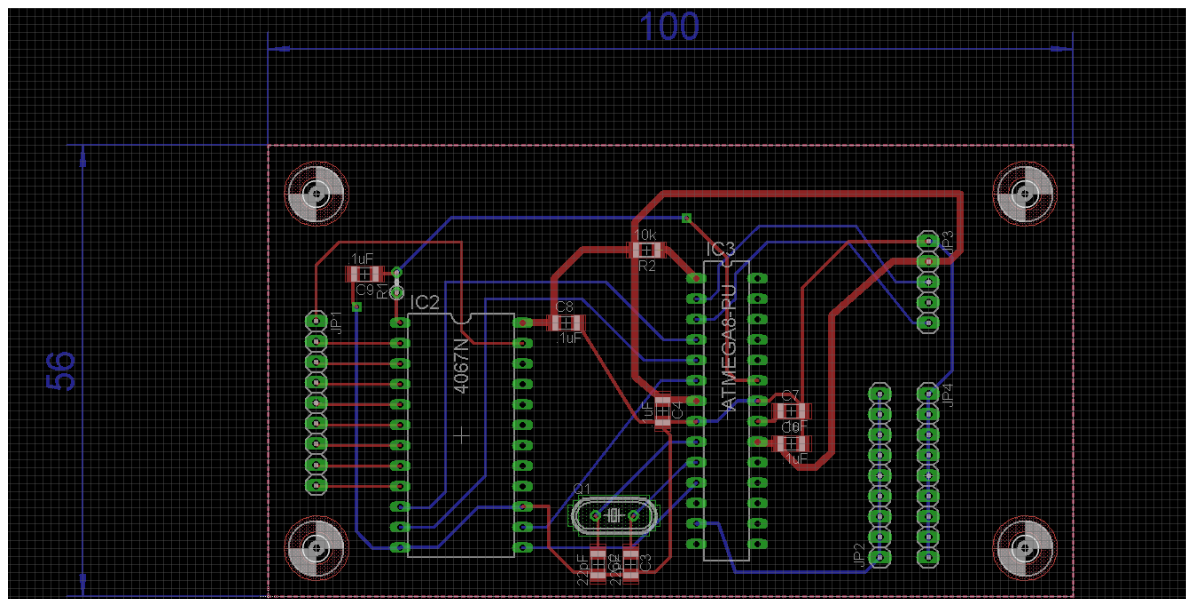 100
56
10k
R2
IC3
JP3
1uF
C9
R1
IC2
JP1
C8
.1uF
4067N
ATMEGA8-PU
C4
C7
1uF
JP4
Q1
22pF
C3
JP2